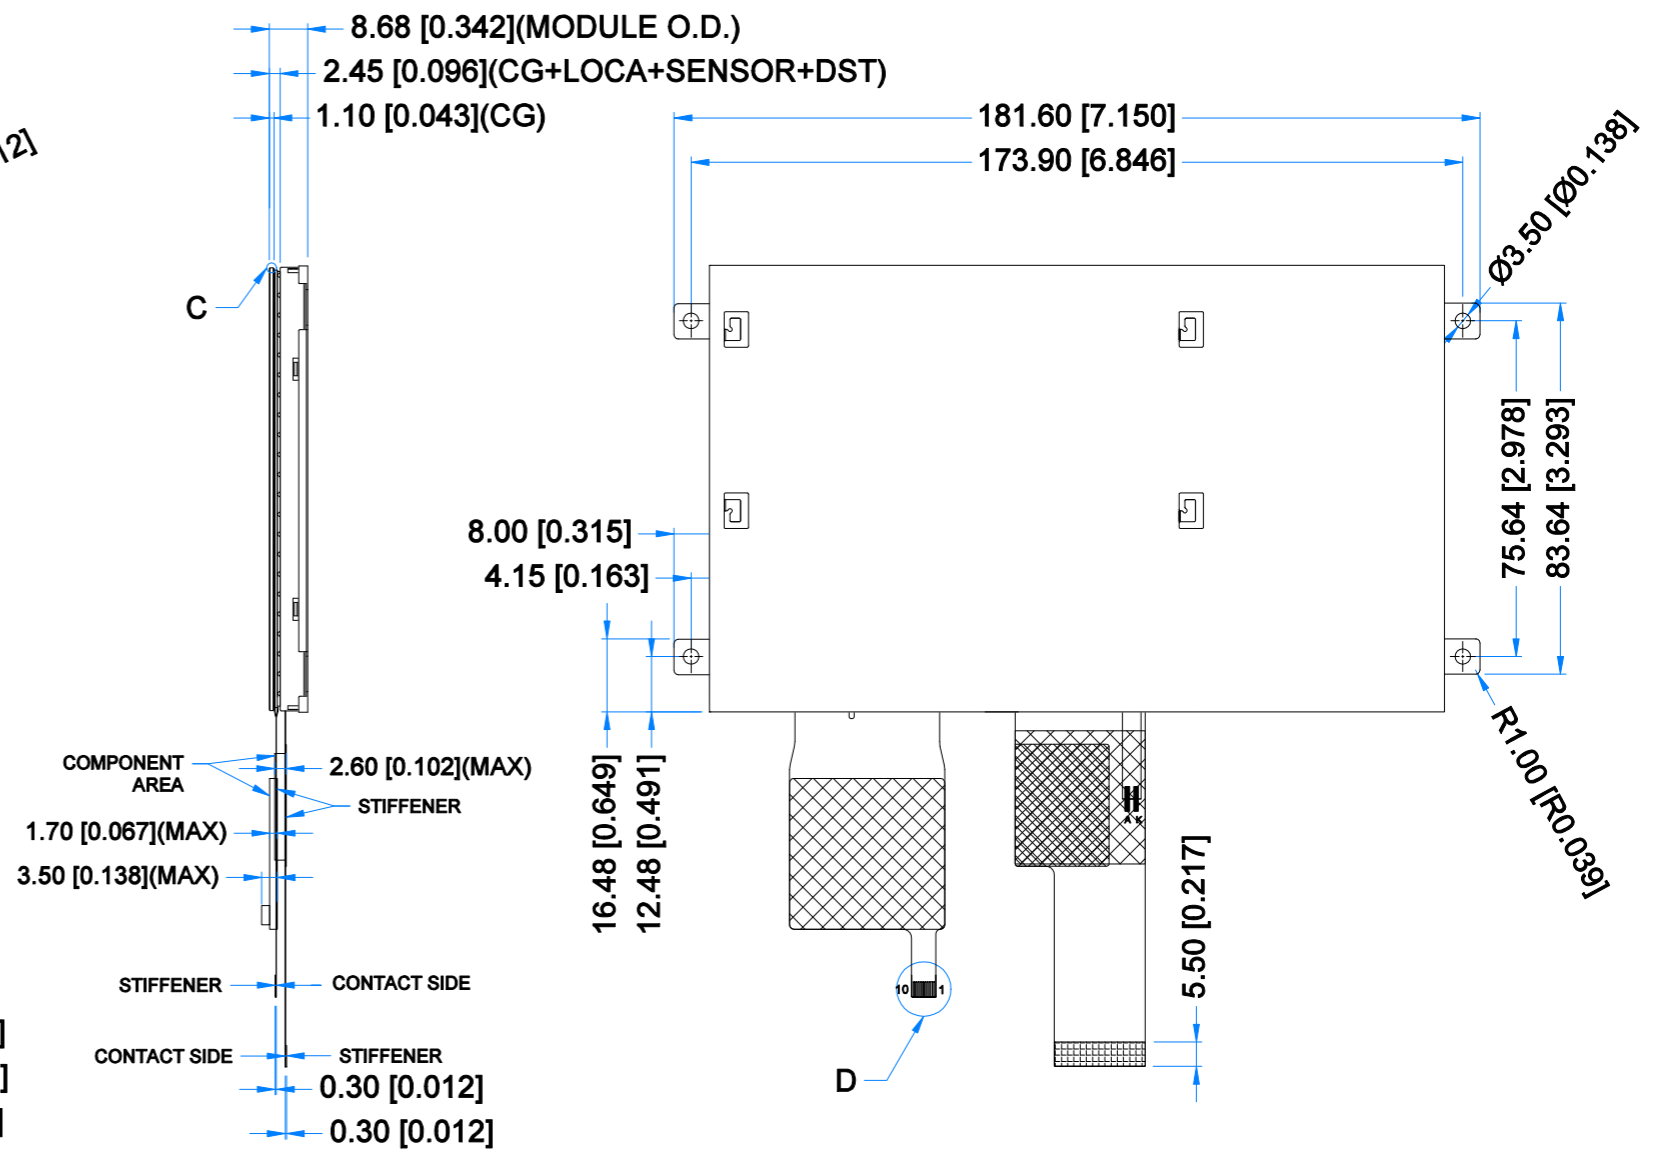 8.68 [0.342](MODULE O.D.)
2.45 [0.096](CG+LOCA+SENSOR+DST)
1.10 [0.043](CG)
181.60 [7.150]
173.90 [6.846]
Ø3.50 [Ø0.138]
12]
C
75.64 [2.978]
83.64 [3.293]
8.00 [0.315]
4.15 [0.163]
16.48 [0.649]
12.48 [0.491]
R1.00 [R0.039]
COMPONENT
AREA
2.60 [0.102](MAX)
STIFFENER
1.70 [0.067](MAX)
3.50 [0.138](MAX)
A K
5.50 [0.217]
STIFFENER
CONTACT SIDE
10
1
CONTACT SIDE
STIFFENER
D
0.30 [0.012]
0.30 [0.012]
]
]
]